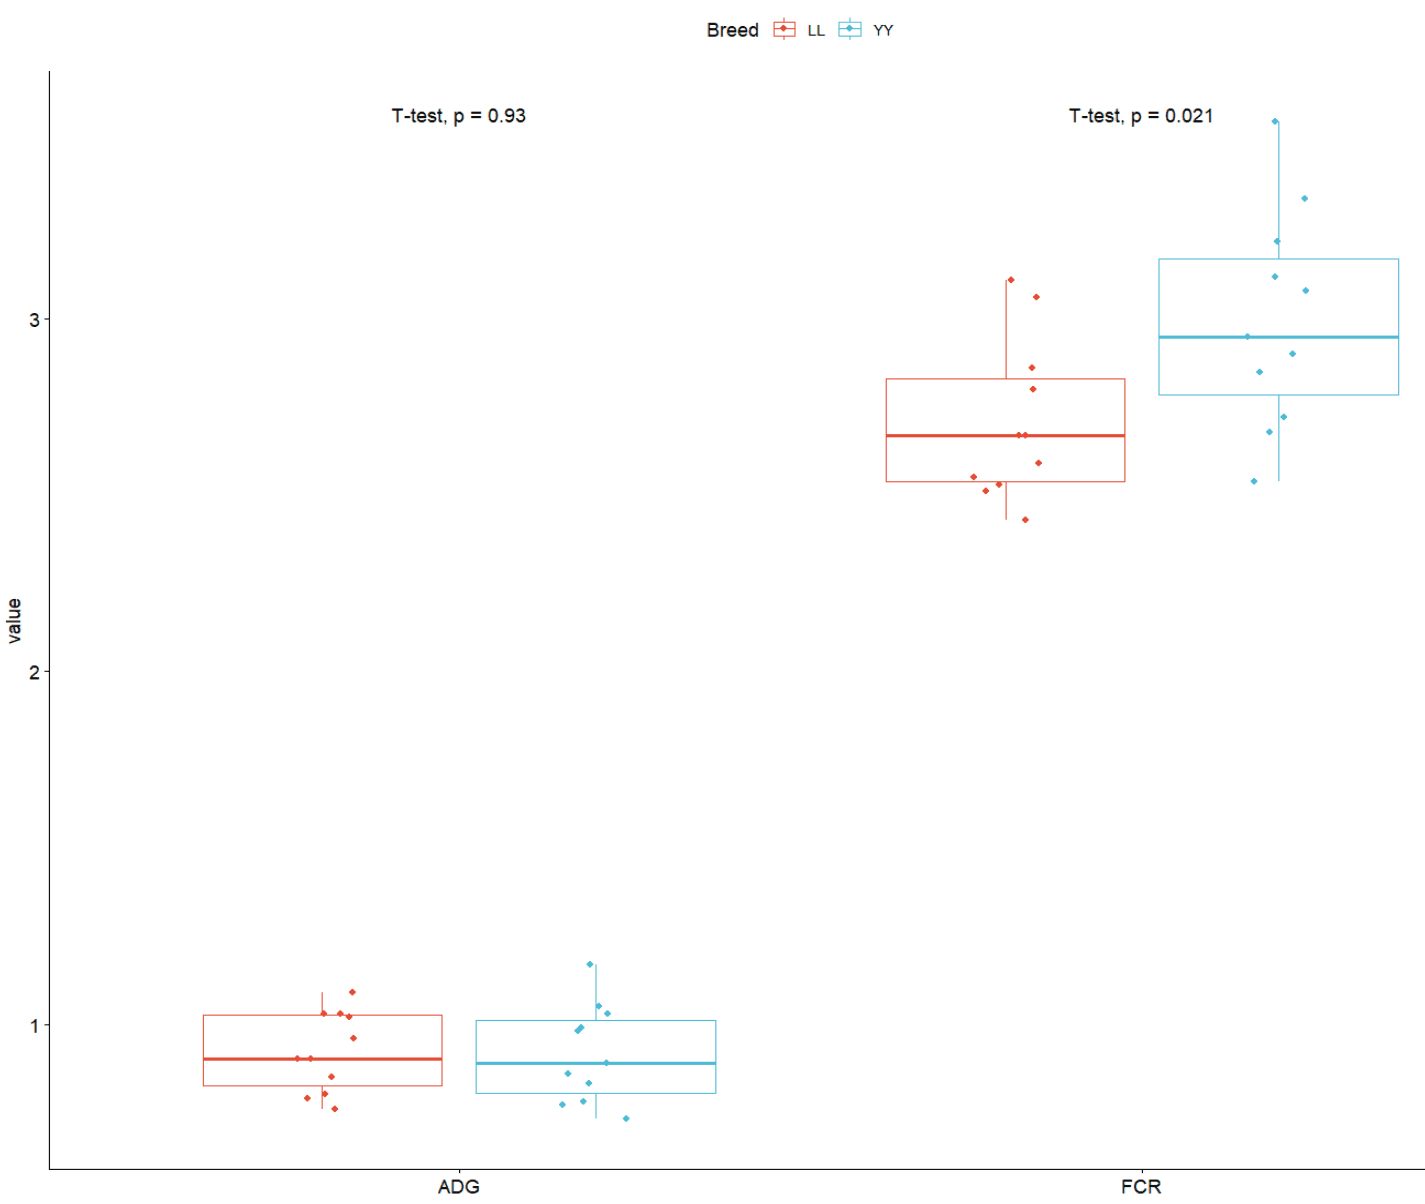 Breed LL YY
T-test, p = 0.93
T-test, p = 0.021
3
2
1
value
ADG
FCR